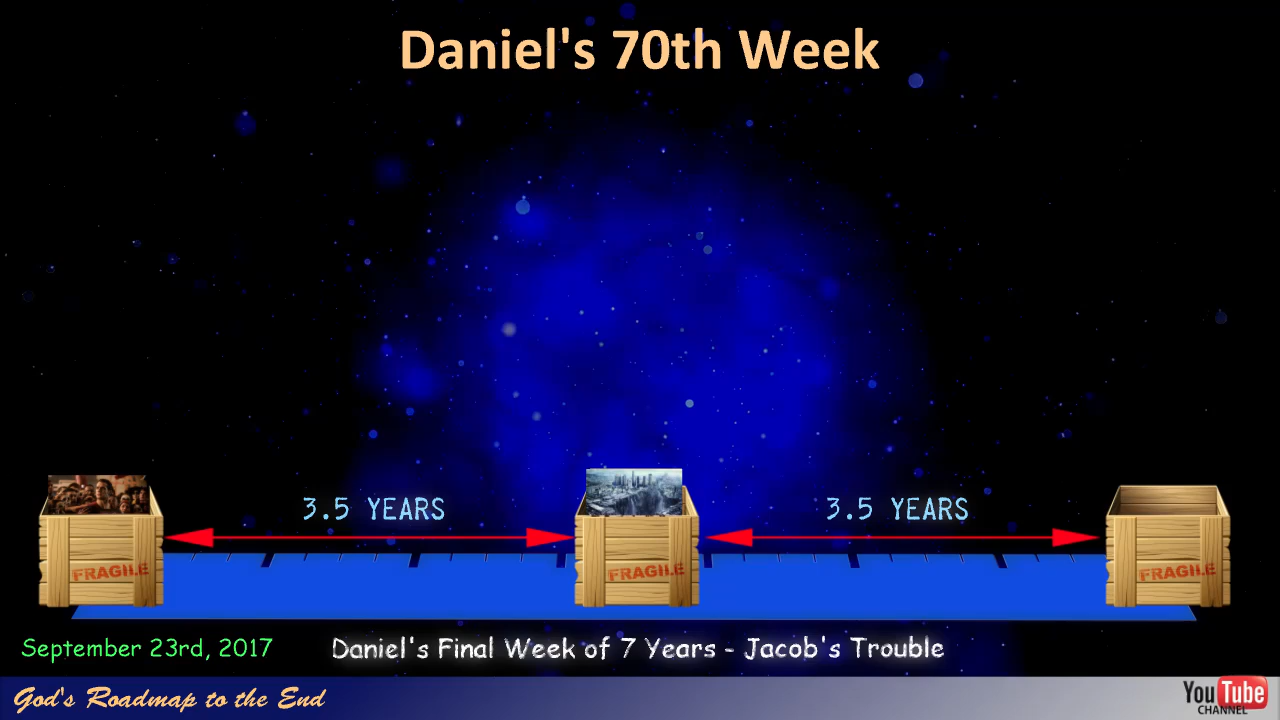 Daniel's 70th Week
3.5 YEARS
3.5 YEARS
FRAGILE
FRAGILE
FRAGILE
September 23rd, 2017
Daniel's Final Week of 7 Years - Jacob's Trouble
God's Roadmap to the End
YouTube
CHANNEL